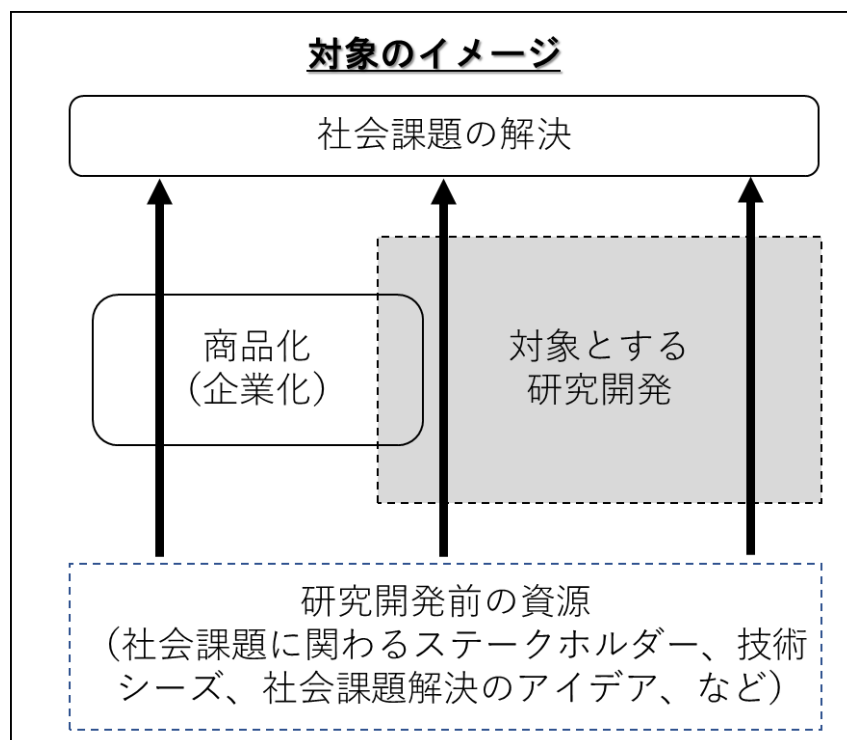 対象のイメージ
社会課題の解決
商品化
（企業化）
対象とする
研究開発
研究開発前の資源
（社会課題に関わるステークホルダー、技術
シーズ、社会課題解決のアイデア、など）